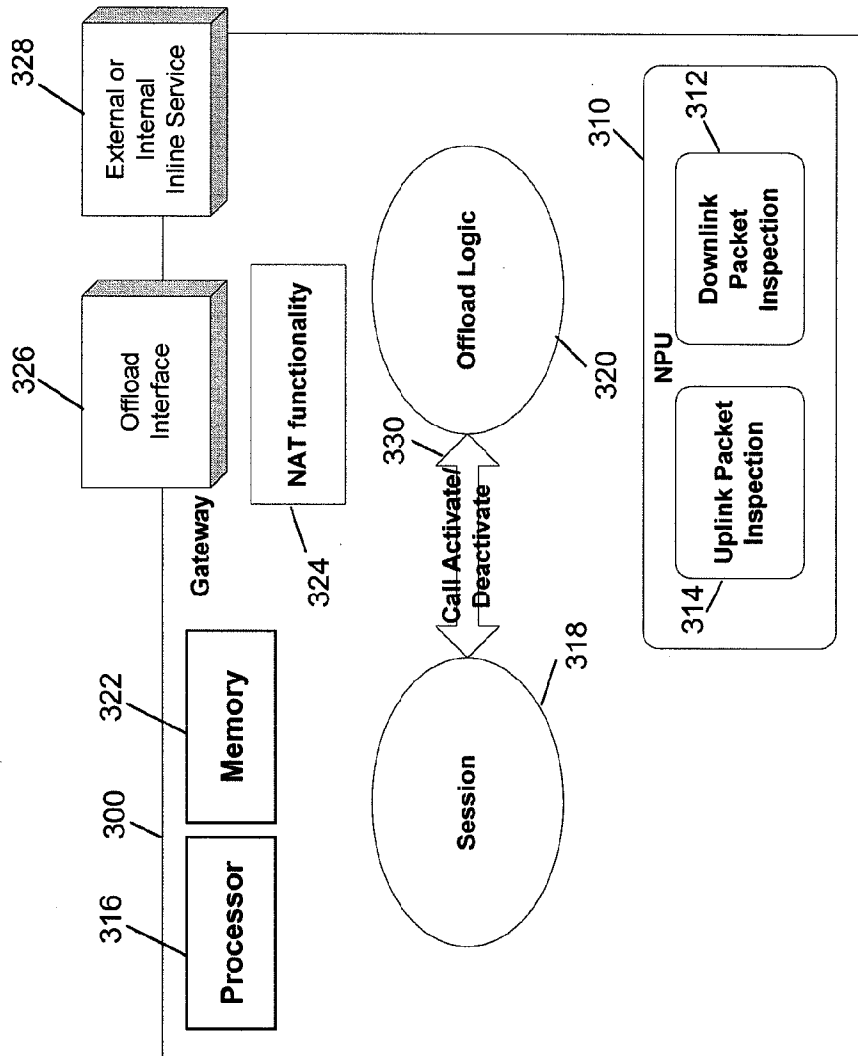 326
328
Offload
Interface
External or
Internal
Inline Service
316
300
322
Processor
Memory
Gateway
NAT functionality
324
Session
318
Call Activate/
Deactivate
330
Offload Logic
320
310
NPU
314
Uplink Packet
Inspection
312
Downlink
Packet
Inspection